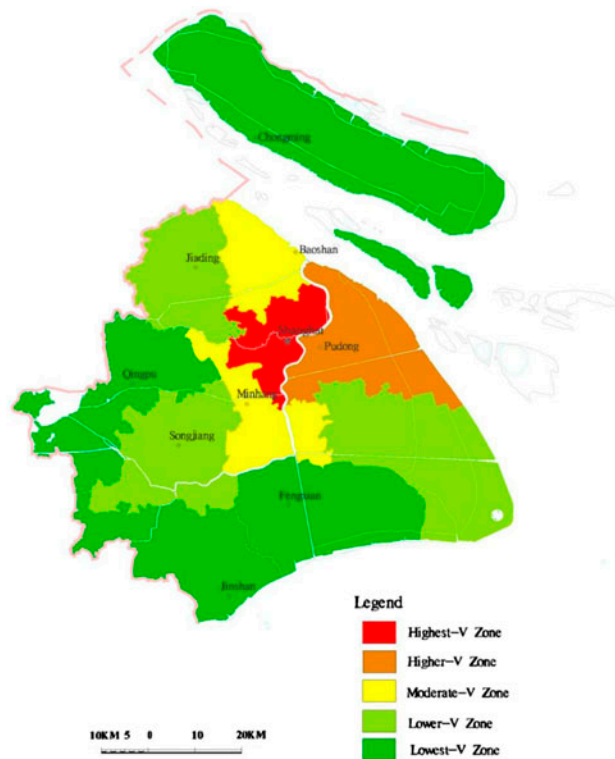 Chongming
Baoshan
Jiading
Shanghai
Pudong
Qingpu
Minhang
Songjiang
Fengxian
Jinshan
Legend
Highest-V Zone
Higher-V Zone
Moderate-V Zone
Lower-V Zone
Lowest-V Zone
10KM 5 0 10 20KM